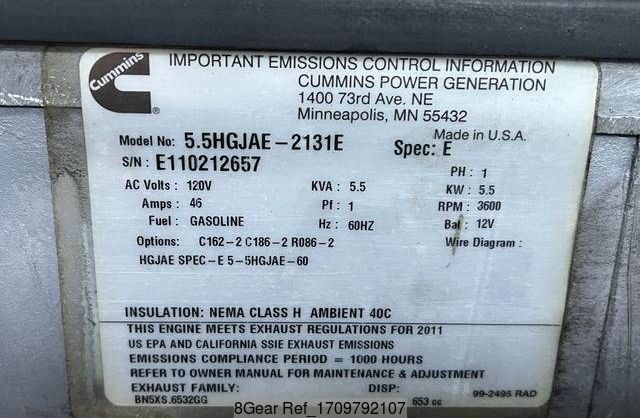 Cummins
IMPORTANT EMISSIONS CONTROL INFORMATION
CUMMINS POWER GENERATION
1400 73rd Ave. NE
Minneapolis, MN 55432
Made in U.S.A.
Model No: 5.5HGJAE-2131E Spec: E
S/N: E110212657
PH : 1
AC Volts : 120V KVA : 5.5 KW : 5.5
Amps : 46 Pf : 1 RPM : 3600
Fuel : GASOLINE Hz : 60HZ Bat : 12V
Options: C162-2 C186-2 R086-2 Wire Diagram :
HGJAE SPEC-E 5-5HGJAE-60
INSULATION: NEMA CLASS H AMBIENT 40C
THIS ENGINE MEETS EXHAUST REGULATIONS FOR 2011
US EPA AND CALIFORNIA SSIE EXHAUST EMISSIONS
EMISSIONS COMPLIANCE PERIOD = 1000 HOURS
REFER TO OWNER MANUAL FOR MAINTENANCE & ADJUSTMENT
EXHAUST FAMILY: DISP:
BN5XS.6532GG 653 cc
99-2495 RAD
8Gear Ref_1709792107